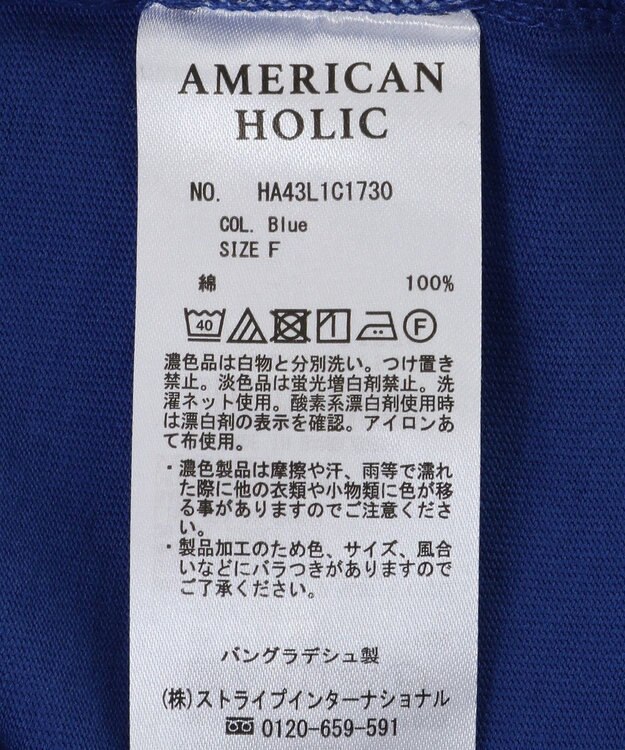 AMERICAN
HOLIC
NO. HA43L1C1730
COL. Blue
SIZE F
綿 100%
40 F
濃色品は白物と分別洗い。つけ置き
禁止。淡色品は蛍光増白剤禁止。洗
濯ネット使用。酸素系漂白剤使用時
は漂白剤の表示を確認。アイロンあ
て布使用。
・濃色製品は摩擦や汗、雨等で濡れ
た際に他の衣類や小物類に色が移
る事がありますのでご注意くださ
い。
・製品加工のため色、サイズ、風合
いなどにバラつきがありますので
ご了承ください。
バングラデシュ製
(株)ストライプインターナショナル
0120-659-591